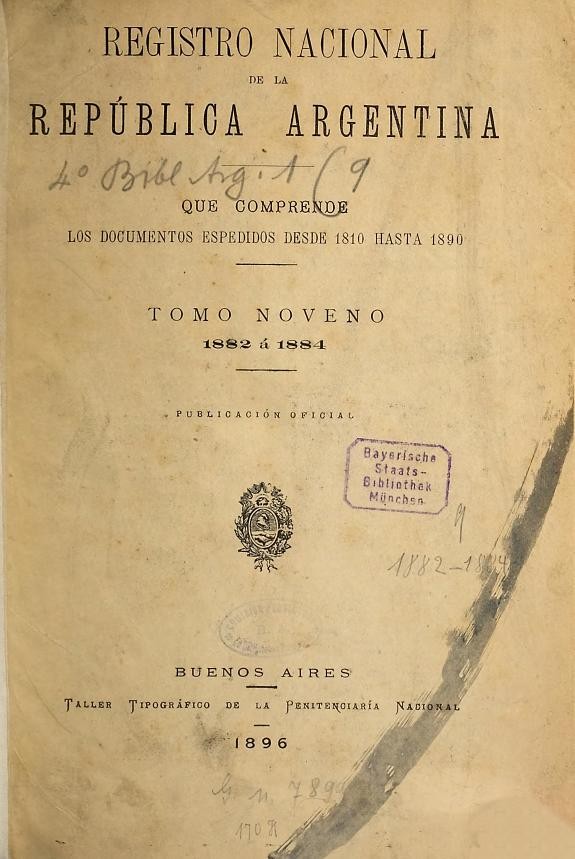 REGISTRO NACIONAL
DE LA
REPÚBLICA ARGENTINA
4° Bibl Arg. 1 (9
QUE COMPRENDE
LOS DOCUMENTOS ESPEDIDOS DESDE 1810 HASTA 1890
TOMO NOVENO
1882 á 1884
PUBLICACIÓN OFICIAL
Bayerische
Staats-
Bibliothek
München
9
1882-1884
BUENOS AIRES
TALLER TIPOGRÁFICO DE LA PENITENCIARÍA NACIONAL
1896